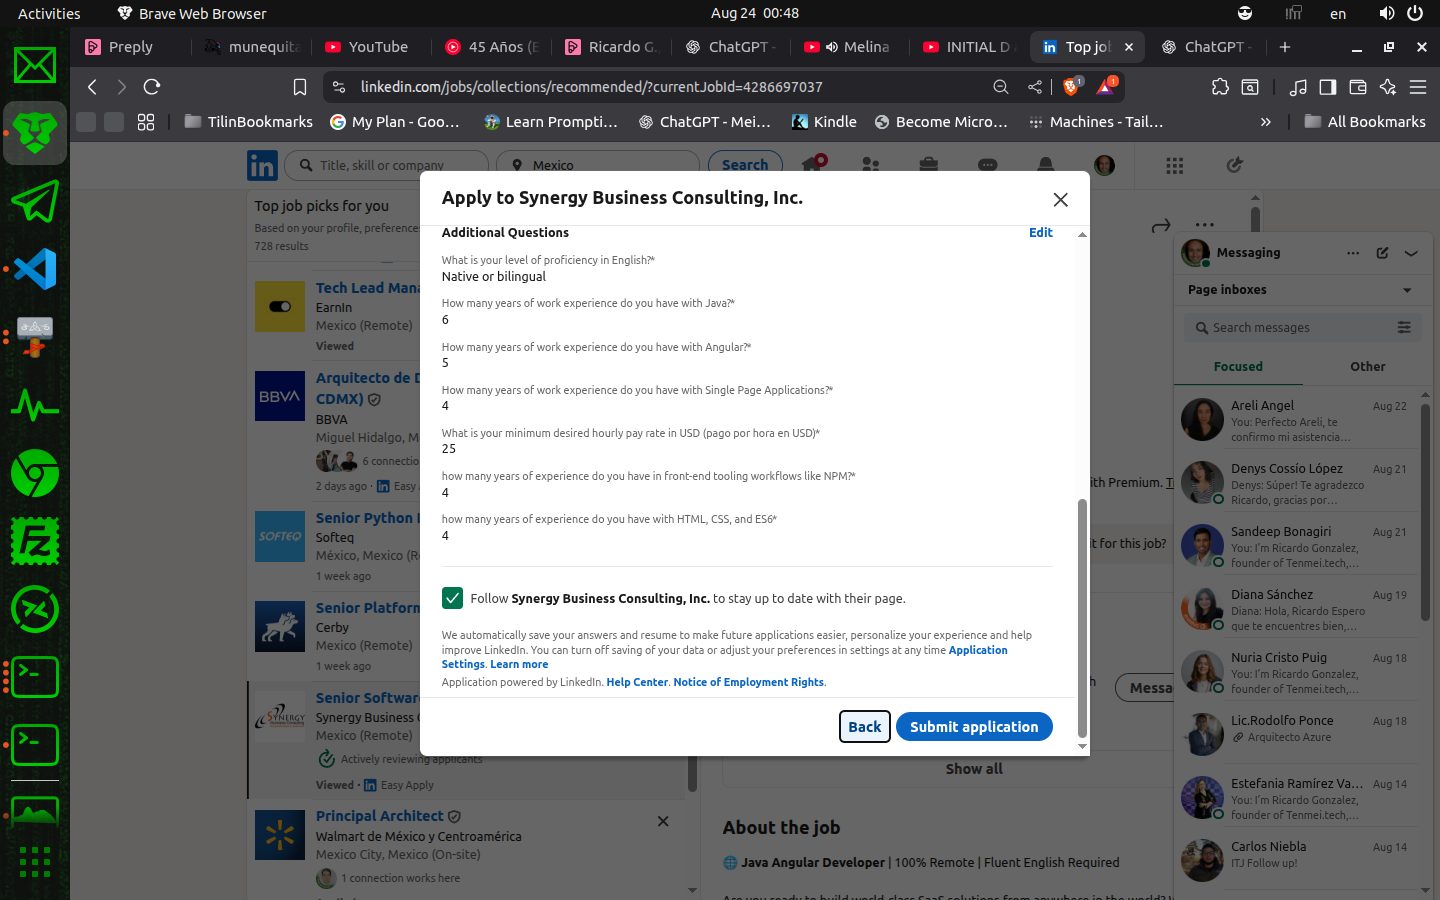 Activities
Brave Web Browser
Aug 24 00:48
en
Preply
munequita
YouTube
45 Años (E
Ricardo G.
ChatGPT -
Melina
INITIAL D
Top job
ChatGPT -
linkedin.com/jobs/collections/recommended/?currentJobId=4286697037
1
1
TilinBookmarks
My Plan - Goo...
Learn Prompti...
ChatGPT - Mei...
Kindle
Become Micro...
Machines - Tail...
»
All Bookmarks
Title, skill or company
Mexico
Search
Top job picks for you
Based on your profile, preference
728 results
Tech Lead Mana
EarnIn
Mexico (Remote)
Viewed
BBVA
Arquitecto de D
CDMX)
BBVA
Miguel Hidalgo, M
6 connectio
2 days ago · Easy A
SOFTEQ
Senior Python
Softeq
México, Mexico (R
1 week ago
Senior Platform
Cerby
Mexico (Remote)
1 week ago
SYNERGY
Senior Softwar
Synergy Business C
Mexico (Remote)
Actively reviewing applicants
Viewed · Easy Apply
Principal Architect
Walmart de México y Centroamérica
Mexico City, Mexico (On-site)
1 connection works here
Apply to Synergy Business Consulting, Inc.
Additional Questions
Edit
What is your level of proficiency in English?*
Native or bilingual
How many years of work experience do you have with Java?*
6
How many years of work experience do you have with Angular?*
5
How many years of work experience do you have with Single Page Applications?*
4
What is your minimum desired hourly pay rate in USD (pago por hora en USD)*
25
how many years of experience do you have in front-end tooling workflows like NPM?*
4
how many years of experience do you have with HTML, CSS, and ES6*
4
Follow Synergy Business Consulting, Inc. to stay up to date with their page.
We automatically save your answers and resume to make future applications easier, personalize your experience and help
improve LinkedIn. You can turn off saving of your data or adjust your preferences in settings at any time Application
Settings. Learn more
Application powered by LinkedIn. Help Center. Notice of Employment Rights.
Back
Submit application
ith Premium.
it for this job?
Messa
Show all
About the job
Java Angular Developer | 100% Remote | Fluent English Required
Messaging
Page inboxes
Search messages
Focused
Other
Areli Angel
Aug 22
You: Perfecto Areli, te
confirmo mi asistencia...
Denys Cossío López
Aug 21
Denys: Súper! Te agradezco
Ricardo, gracias por...
Sandeep Bonagiri
Aug 21
You: I'm Ricardo Gonzalez,
founder of Tenmei.tech,...
Diana Sánchez
Aug 19
Diana: Hola, Ricardo Espero
que te encuentres bien,...
Nuria Cristo Puig
Aug 18
You: I'm Ricardo Gonzalez,
founder of Tenmei.tech,...
Lic.Rodolfo Ponce
Aug 18
Arquitecto Azure
Estefania Ramírez Va...
Aug 14
You: I'm Ricardo Gonzalez,
founder of Tenmei.tech,...
Carlos Niebla
Aug 14
ITJ Follow up!